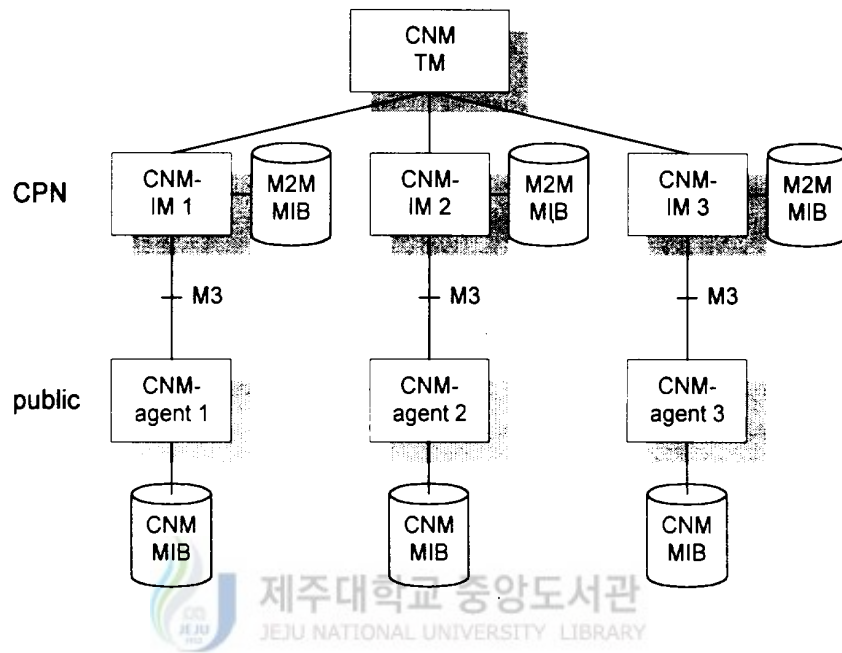 CNM
TM
CPN
CNM-
IM 1
M2M
MIB
CNM-
IM 2
M2M
MIB
CNM-
IM 3
M2M
MIB
M3
M3
M3
public
CNM-
agent 1
CNM-
agent 2
CNM-
agent 3
CNM
MIB
CNM
MIB
CNM
MIB
제주대학교 중앙도서관
JEJU NATIONAL UNIVERSITY LIBRARY
JEJU